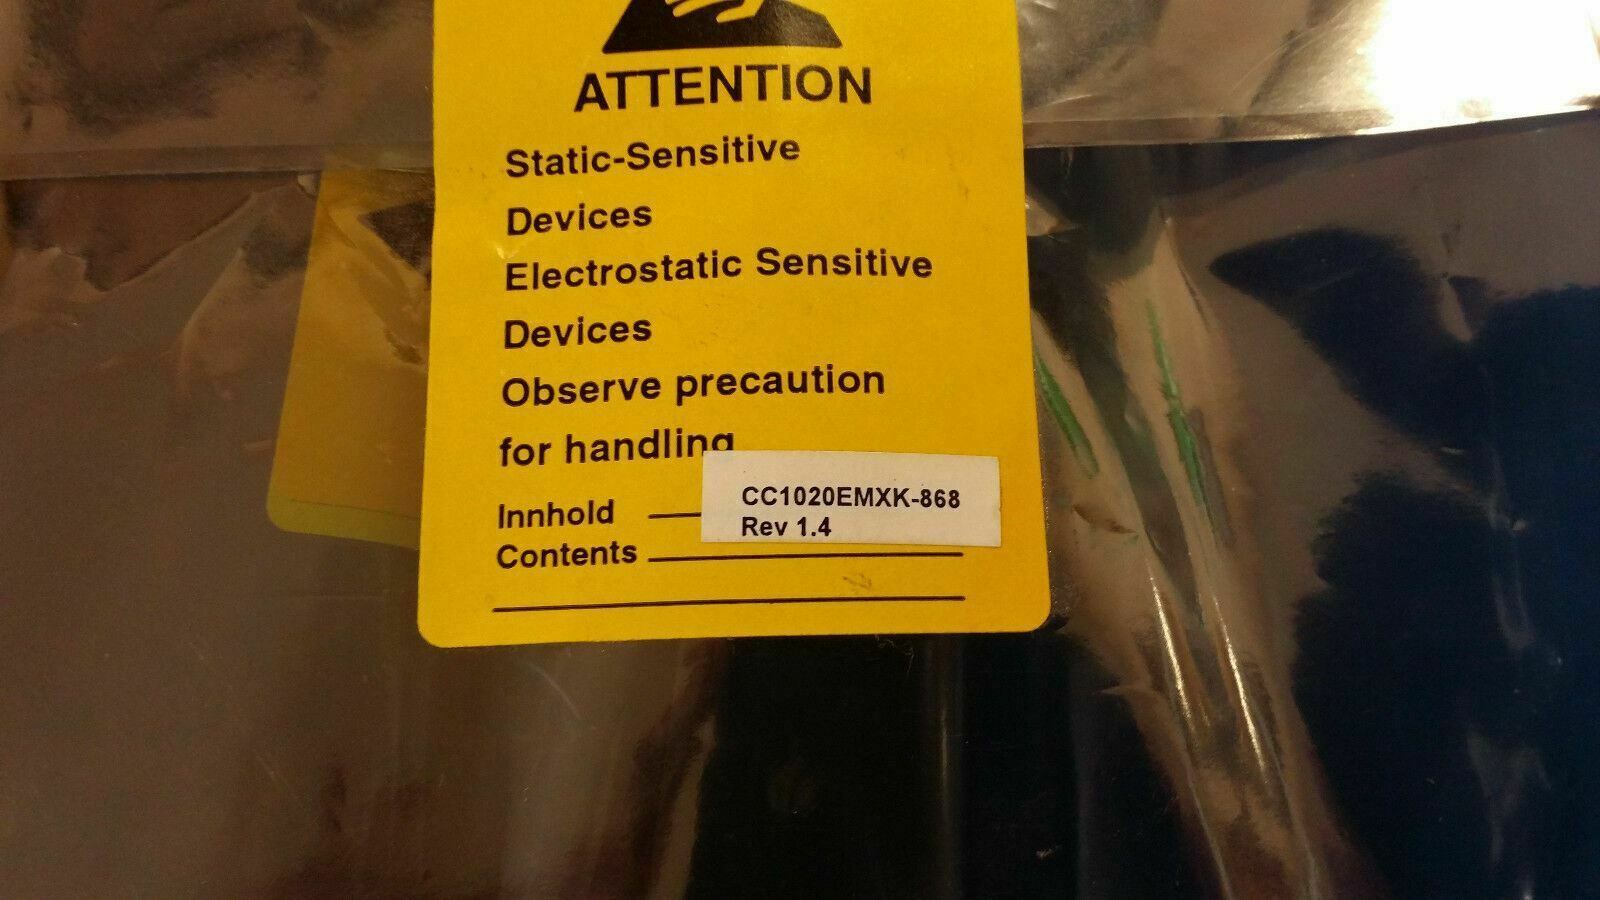 ATTENTION
Static-Sensitive
Devices
Electrostatic Sensitive
Devices
Observe precaution
for handling
Innhold
CC1020EMXK-868
Rev 1.4
Contents